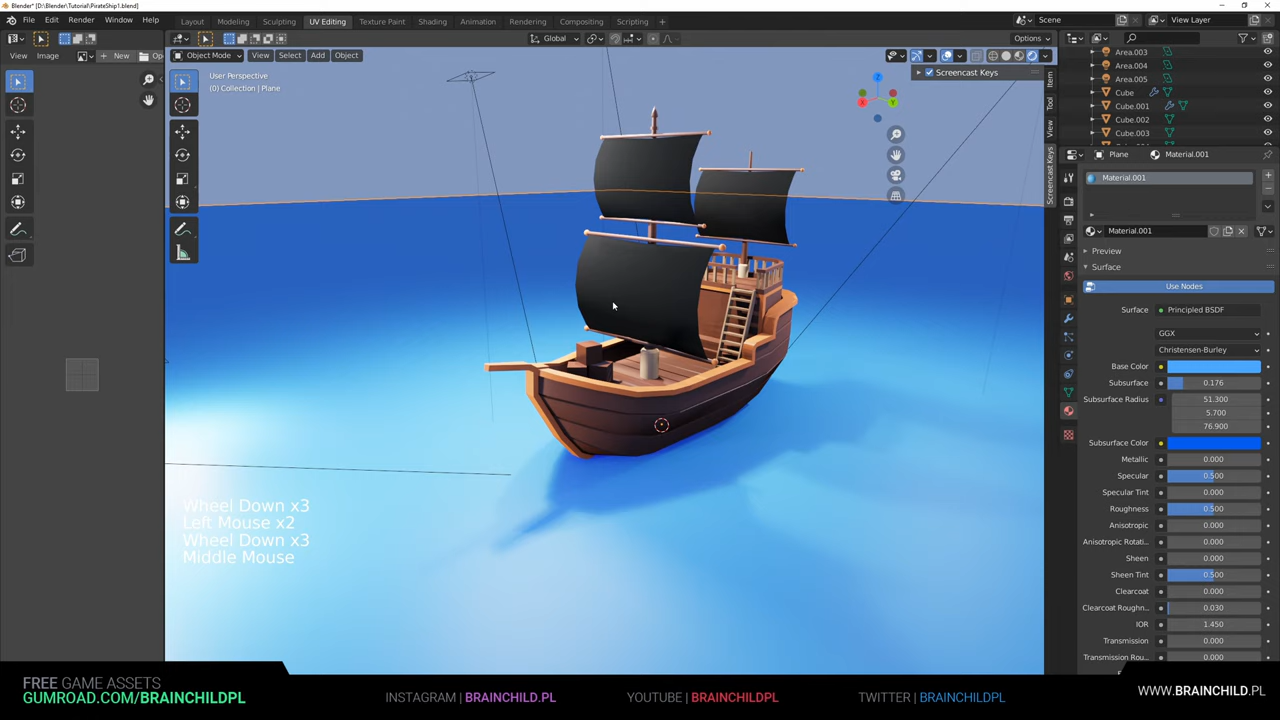 Blender* [D:\Blender\Tutorial\PirateShip1.blend]
File Edit Render Window Help
Layout Modeling Sculpting UV Editing Texture Paint Shading Animation Rendering Compositing Scripting +
Scene View Layer
Global Options
View Image New Op
Object Mode View Select Add Object
User Perspective
(0) Collection | Plane
Screencast Keys
Item
Tool
View
Screencast Keys
Area.003
Area.004
Area.005
Cube
Cube.001
Cube.002
Cube.003
Plane Material.001
Material.001
Material.001
Preview
Surface
Use Nodes
Surface Principled BSDF
GGX
Christensen-Burley
Base Color
Subsurface 0.176
Subsurface Radius 51.300
5.700
76.900
Subsurface Color
Metallic 0.000
Specular 0.500
Specular Tint 0.000
Roughness 0.500
Anisotropic 0.000
Anisotropic Rotati... 0.000
Sheen 0.000
Sheen Tint 0.500
Clearcoat 0.000
Clearcoat Roughn... 0.030
IOR 1.450
Transmission 0.000
Transmission Rou... 0.000
Wheel Down x3
Left Mouse x2
Wheel Down x3
Middle Mouse
FREE GAME ASSETS
GUMROAD.COM/BRAINCHILDPL
INSTAGRAM | BRAINCHILD.PL
YOUTUBE | BRAINCHILDPL
TWITTER | BRAINCHILDPL
WWW.BRAINCHILD.PL